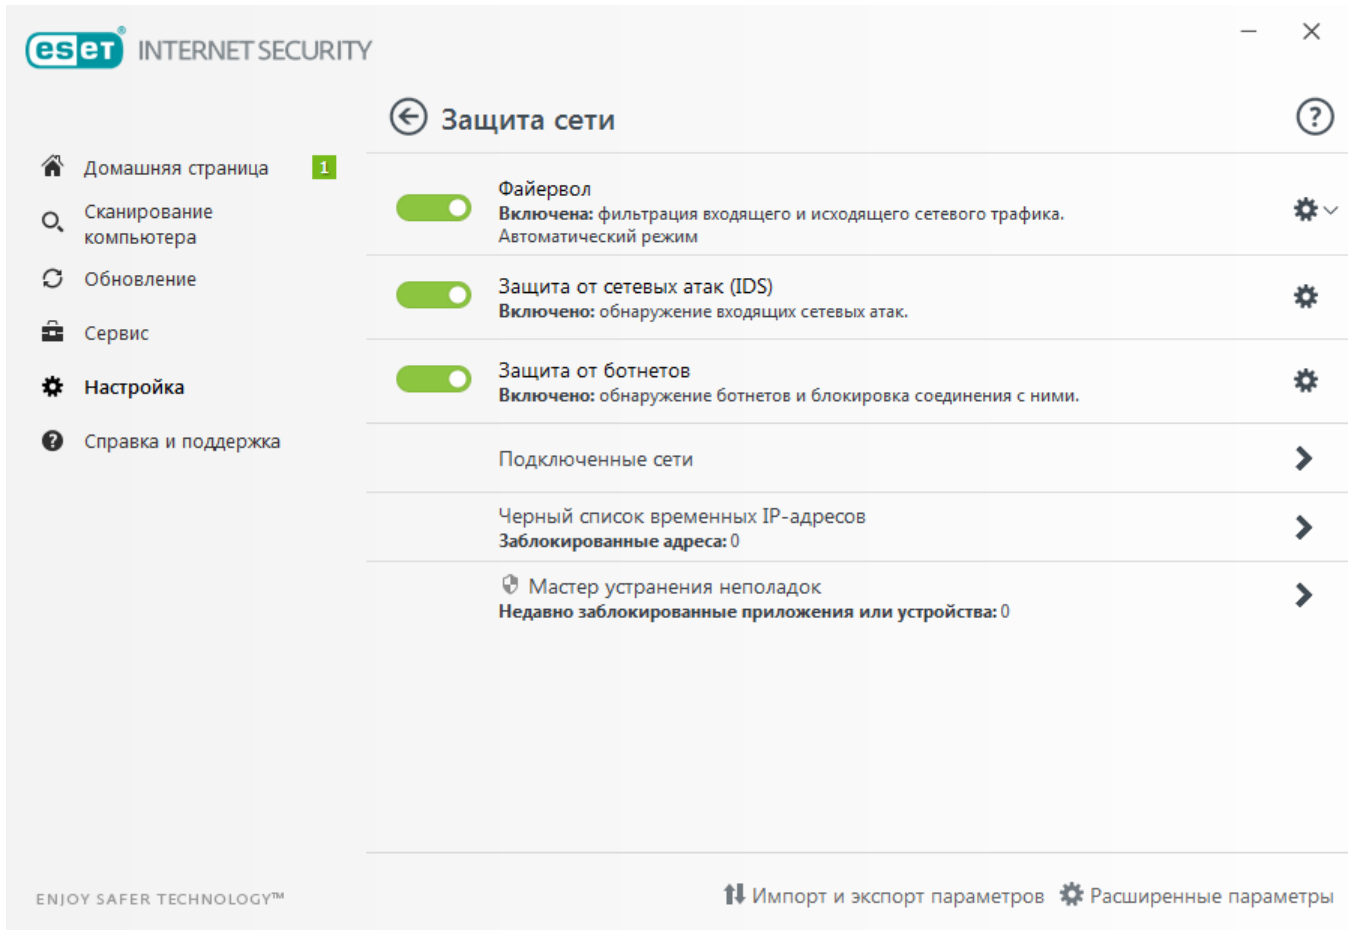 eset® INTERNET SECURITY
Защита сети
?
Домашняя страница 1
Сканирование
компьютера
Обновление
Сервис
Настройка
Справка и поддержка
Файервол
Включена: фильтрация входящего и исходящего сетевого трафика.
Автоматический режим
Защита от сетевых атак (IDS)
Включено: обнаружение входящих сетевых атак.
Защита от ботнетов
Включено: обнаружение ботнетов и блокировка соединения с ними.
Подключенные сети
Черный список временных IP-адресов
Заблокированные адреса: 0
Мастер устранения неполадок
Недавно заблокированные приложения или устройства: 0
ENJOY SAFER TECHNOLOGY™
Импорт и экспорт параметров Расширенные параметры